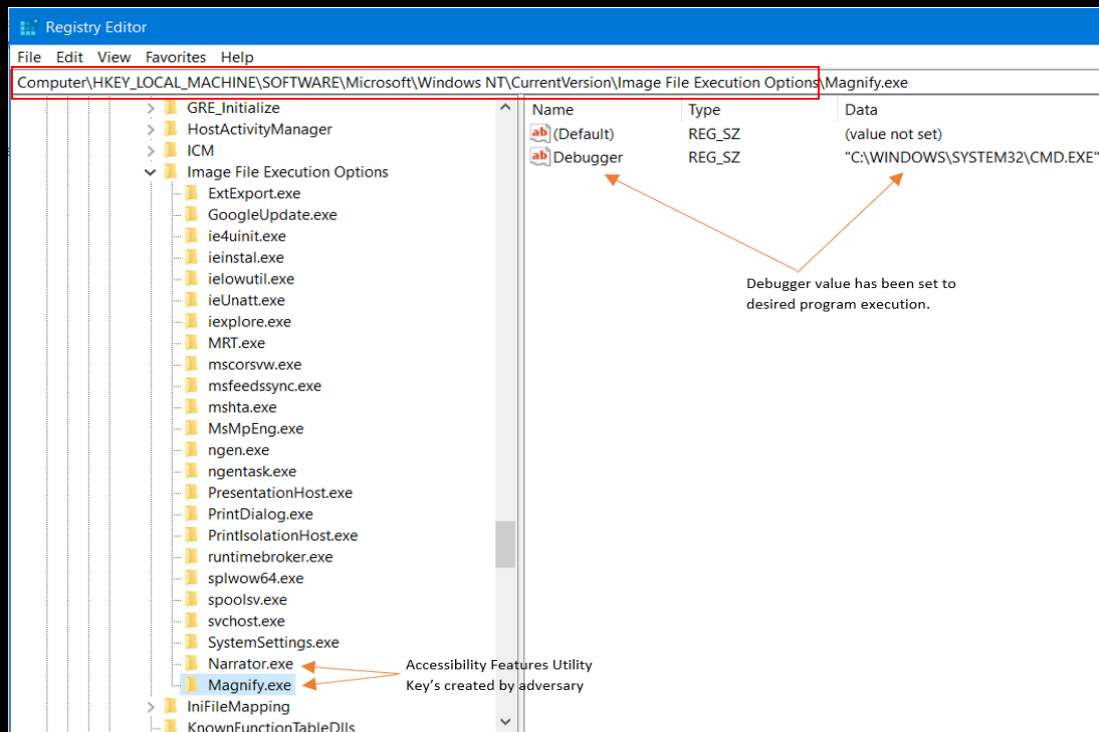 Registry Editor
File Edit View Favorites Help
Computer\HKEY_LOCAL_MACHINE\SOFTWARE\Microsoft\Windows NT\CurrentVersion\Image File Execution Options\Magnify.exe
GRE_Initialize
HostActivityManager
ICM
Image File Execution Options
ExtExport.exe
GoogleUpdate.exe
ie4uinit.exe
ieinstal.exe
ielowutil.exe
ieUnatt.exe
iexplore.exe
MRT.exe
mscorsvw.exe
msfeedssync.exe
mshta.exe
MsMpEng.exe
ngen.exe
ngentask.exe
PresentationHost.exe
PrintDialog.exe
PrintIsolationHost.exe
runtimebroker.exe
splwow64.exe
spoolsv.exe
svchost.exe
SystemSettings.exe
Narrator.exe
Magnify.exe
IniFileMapping
KnownFunctionTableDlls
Name Type Data
ab (Default) REG_SZ (value not set)
ab Debugger REG_SZ "C:\WINDOWS\SYSTEM32\CMD.EXE"
Debugger value has been set to
desired program execution.
Accessibility Features Utility
Key's created by adversary